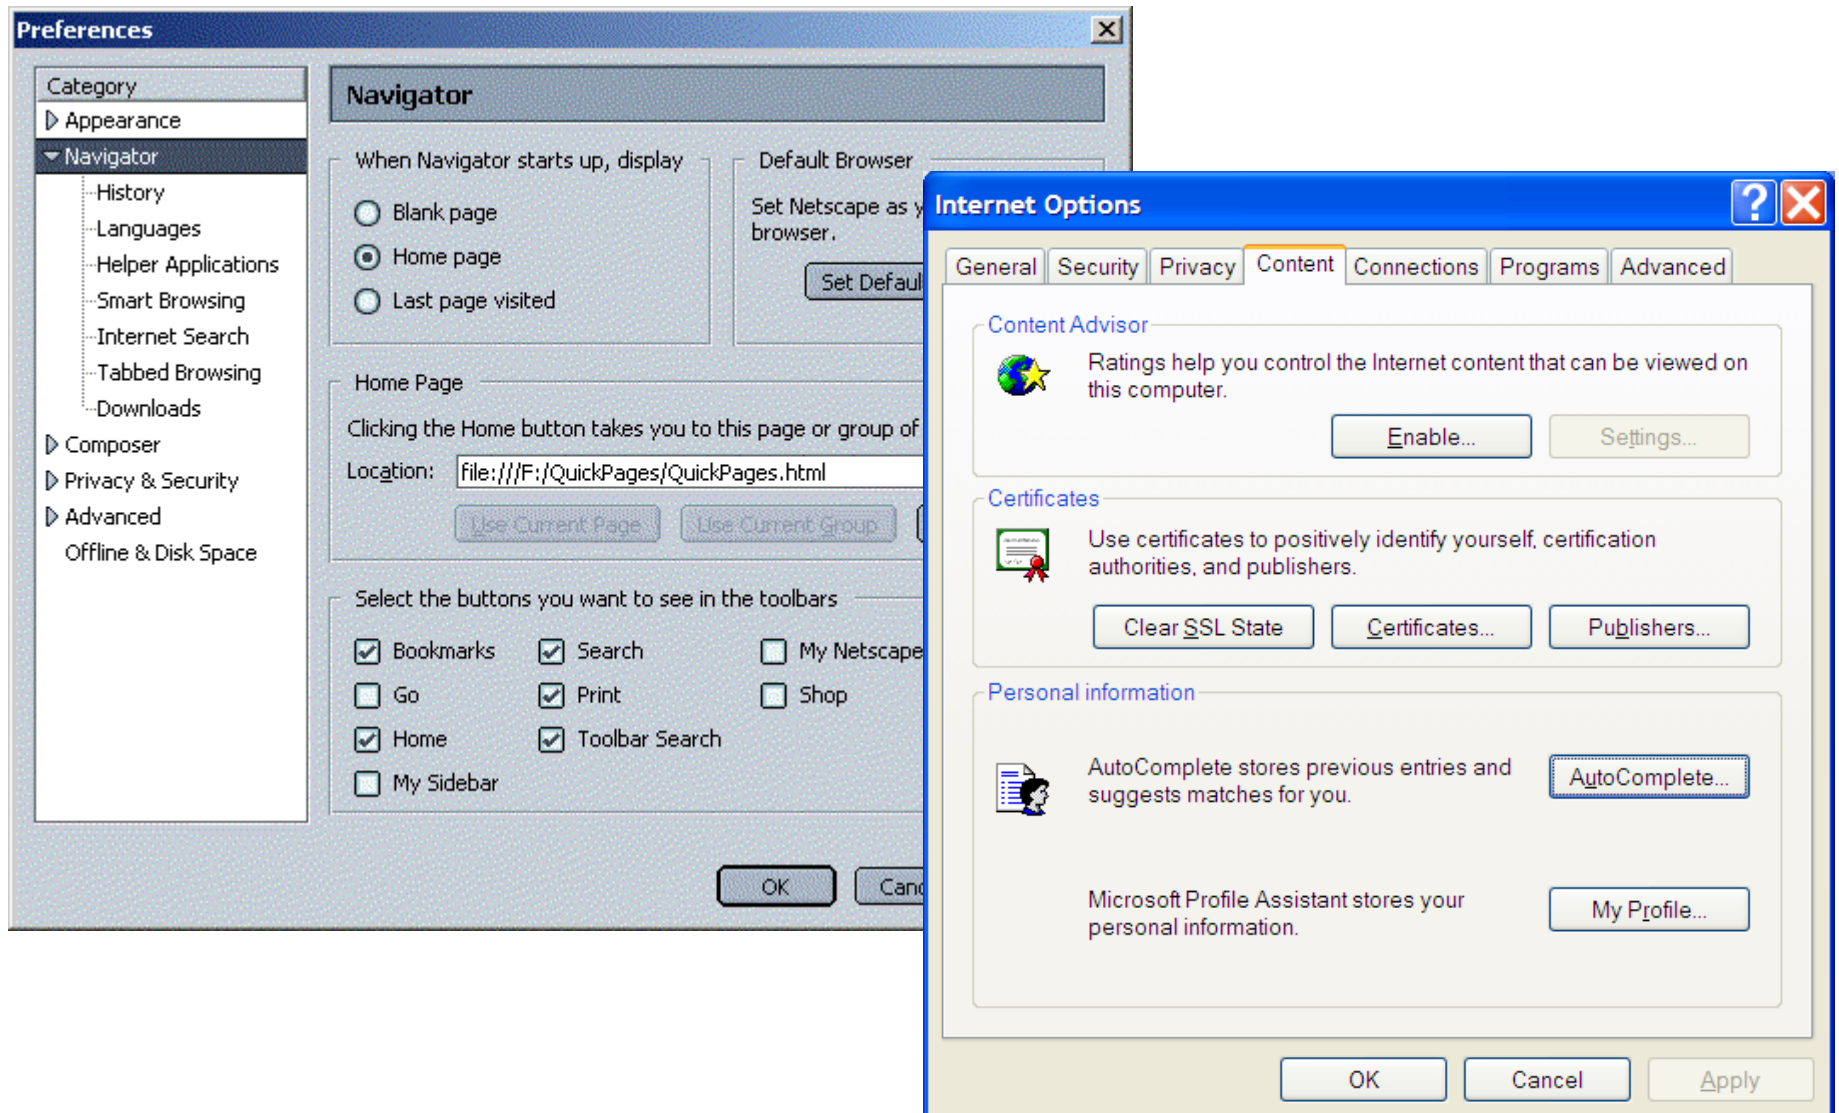 Preferences
Category
Appearance
Navigator
History
Languages
Helper Applications
Smart Browsing
Internet Search
Tabbed Browsing
Downloads
Composer
Privacy & Security
Advanced
Offline & Disk Space
Navigator
When Navigator starts up, display
Blank page
Home page
Last page visited
Default Browser
Set Netscape as
browser.
Set
Home Page
Clicking the Home button takes you to this page or group of
Location: file:///F:/QuickPages/QuickPages.html
Use Current Page Use Current Group
Select the buttons you want to see in the toolbars
Bookmarks Search My Netscape
Go Print Shop
Home Toolbar Search
My Sidebar
OK
Internet Options
General Security Privacy Content Connections Programs Advanced
Content Advisor
Ratings help you control the Internet content that can be viewed on
this computer.
Enable... Settings...
Certificates
Use certificates to positively identify yourself, certification
authorities, and publishers.
Clear SSL State Certificates... Publishers...
Personal information
AutoComplete stores previous entries and
suggests matches for you.
AutoComplete...
Microsoft Profile Assistant stores your
personal information.
My Profile...
OK Cancel Apply